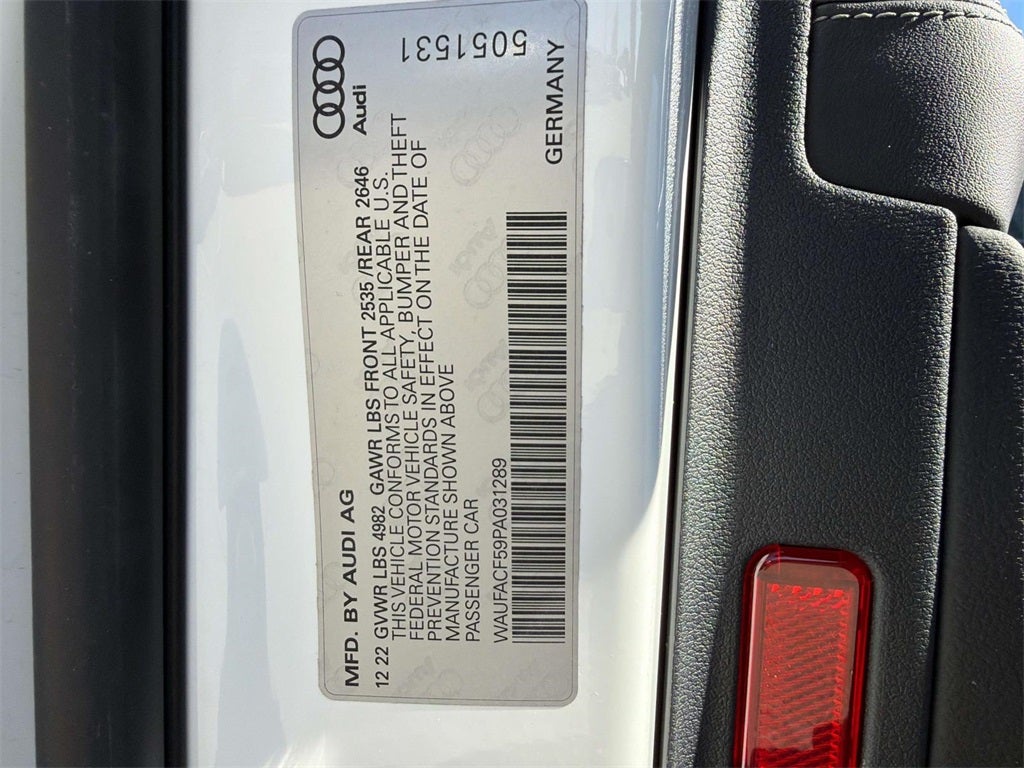 MFD. BY AUDI AG
Audi
12 22 GVWR LBS 4982 GAWR LBS FRONT 2535 /REAR 2646
THIS VEHICLE CONFORMS TO ALL APPLICABLE U.S.
FEDERAL MOTOR VEHICLE SAFETY, BUMPER AND THEFT
PREVENTION STANDARDS IN EFFECT ON THE DATE OF
MANUFACTURE SHOWN ABOVE
PASSENGER CAR
WAUFACF59PA031289
5051531
GERMANY